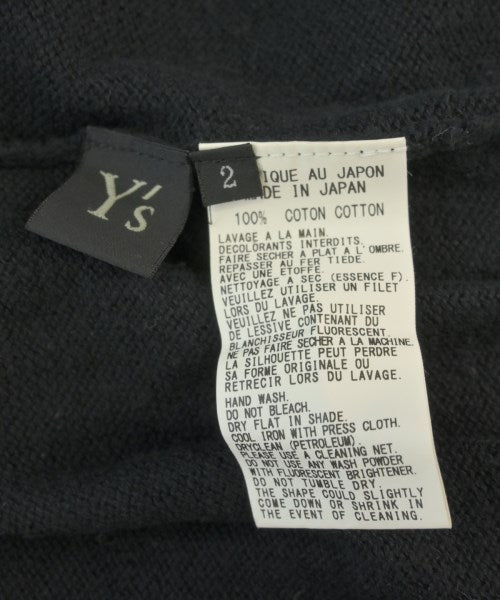 Y's
2
IQUE AU JAPON
DE IN JAPAN
100% COTON COTTON
LAVAGE A LA MAIN.
DECOLORANTS INTERDITS.
FAIRE SECHER A PLAT A L'OMBRE.
REPASSER AU FER TIEDE.
AVEC UNE ETOFFE.
NETTOYAGE A SEC (ESSENCE F).
VEUILLEZ UTILISER UN FILET
LORS DU LAVAGE.
VEUILLEZ NE PAS UTILISER
DE LESSIVE CONTENANT DU
BLANCHISSEUR FLUORESCENT.
NE PAS FAIRE SECHER A LA MACHINE.
LA SILHOUETTE PEUT PERDRE
SA FORME ORIGINALE OU
RETRECIR LORS DU LAVAGE.
HAND WASH.
DO NOT BLEACH.
DRY FLAT IN SHADE.
COOL IRON WITH PRESS CLOTH.
DRYCLEAN (PETROLEUM).
PLEASE USE A CLEANING NET.
DO NOT USE ANY WASH POWDER
WITH FLUORESCENT BRIGHTENER.
DO NOT TUMBLE DRY.
THE SHAPE COULD SLIGHTLY
COME DOWN OR SHRINK IN
THE EVENT OF CLEANING.